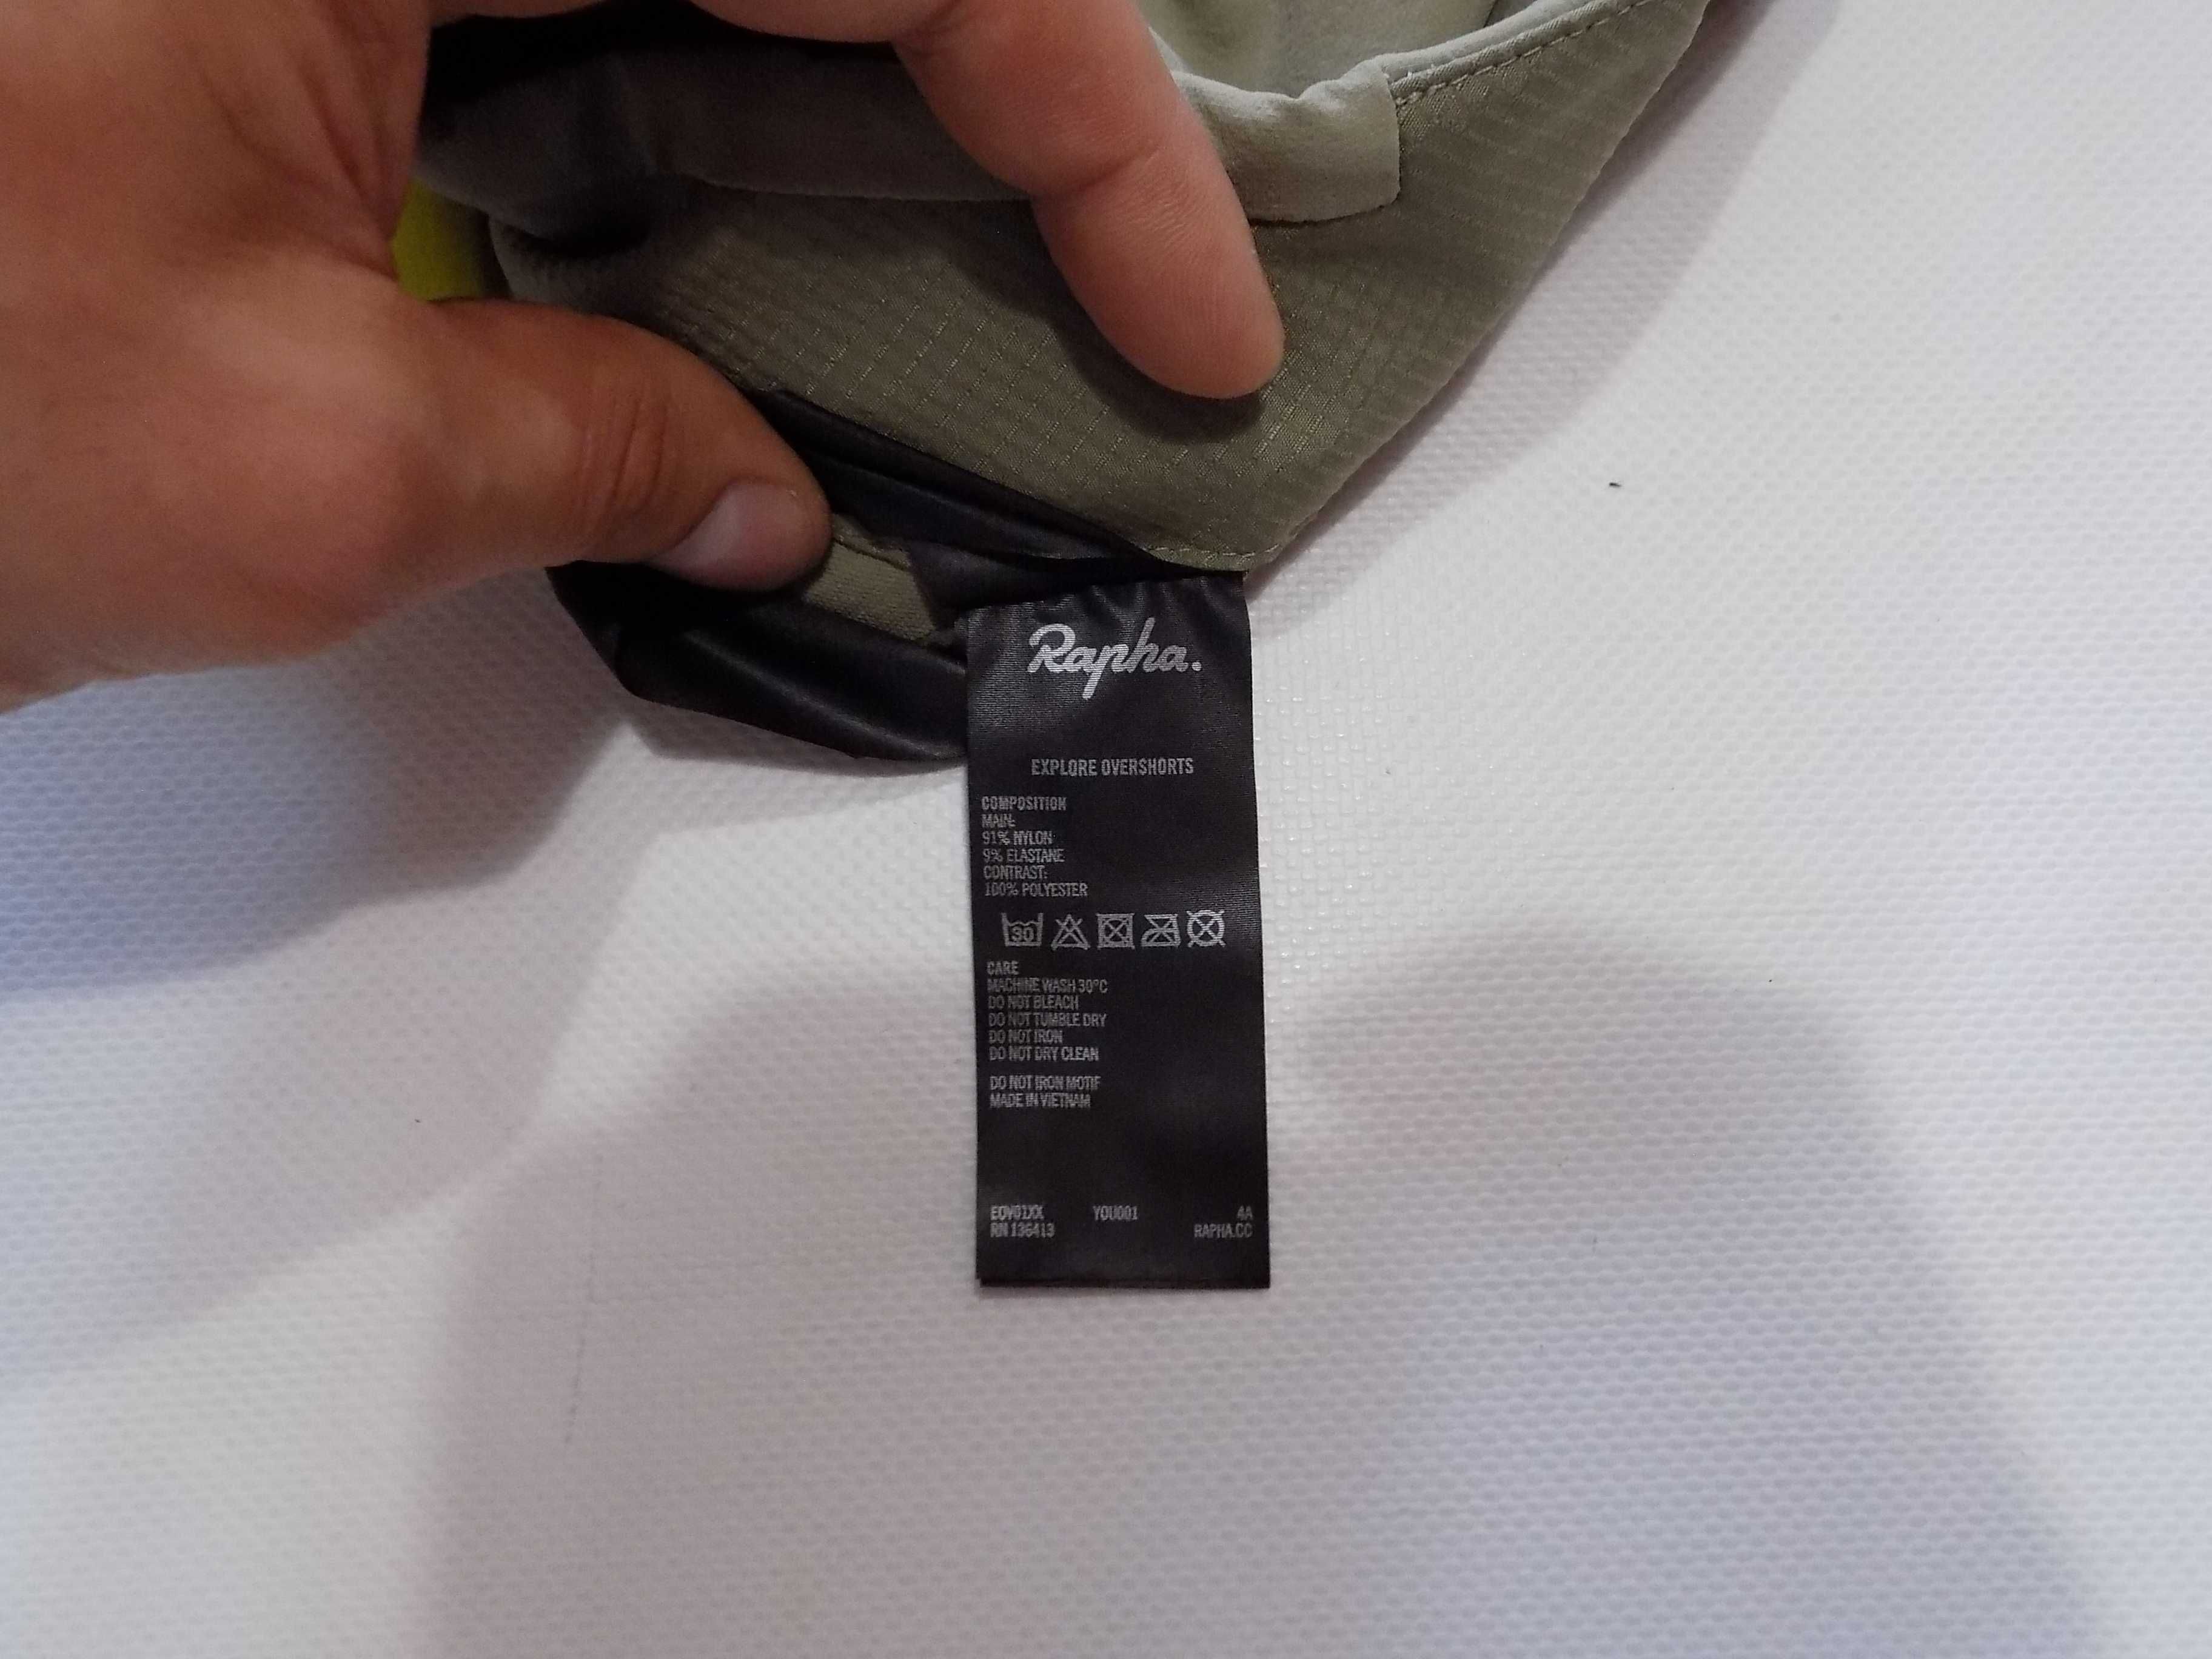 Rapha.
EXPLORE OVERSHORTS
COMPOSITION
MAIN:
91% NYLON
9% ELASTANE
CONTRAST:
100% POLYESTER
30
CARE
MACHINE WASH 30°C
DO NOT BLEACH
DO NOT TUMBLE DRY
DO NOT IRON
DO NOT DRY CLEAN
DO NOT IRON MOTIF
MADE IN VIETNAM
EOV01XX YOU001 4A
RN 136413 RAPHA.CC